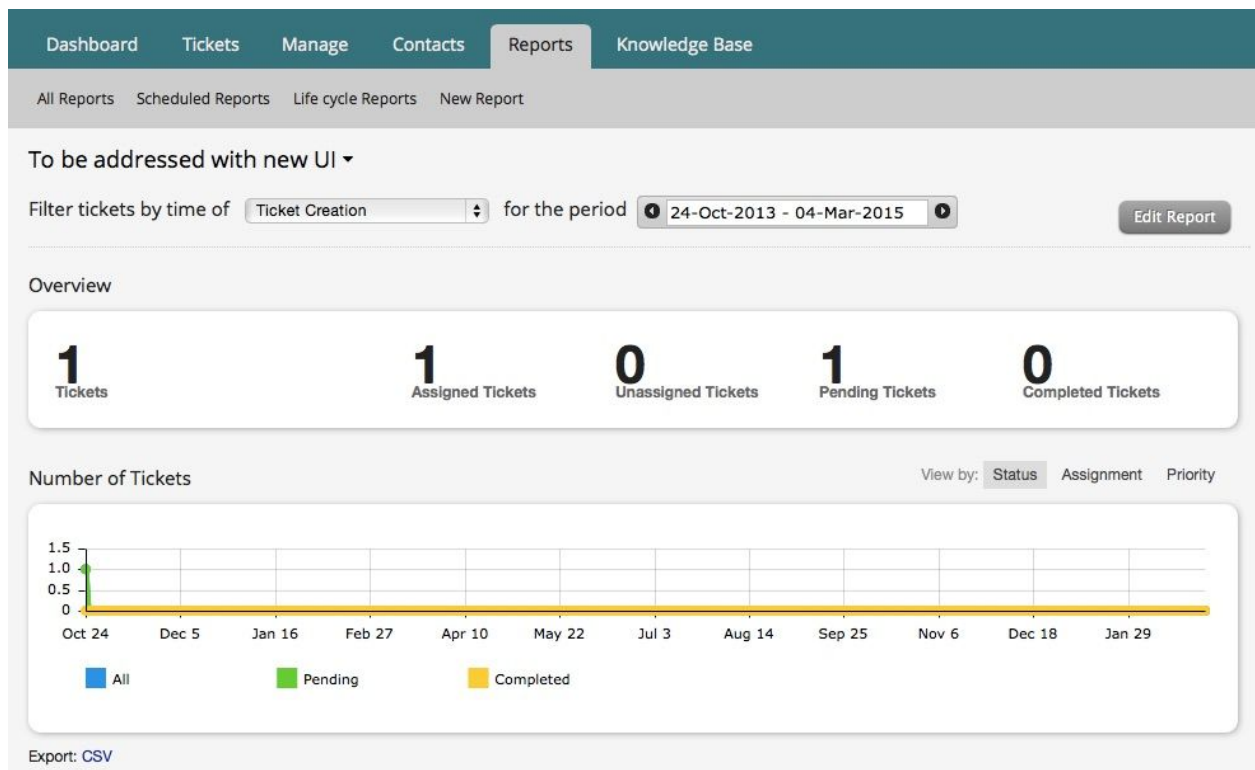 Dashboard Tickets Manage Contacts Reports Knowledge Base
All Reports Scheduled Reports Life cycle Reports New Report
To be addressed with new UI
Filter tickets by time of Ticket Creation for the period 24-Oct-2013 - 04-Mar-2015 Edit Report
Overview
1 1 0 1 0
Tickets Assigned Tickets Unassigned Tickets Pending Tickets Completed Tickets
Number of Tickets View by: Status Assignment Priority
1.5
1.0
0.5
0
Oct 24 Dec 5 Jan 16 Feb 27 Apr 10 May 22 Jul 3 Aug 14 Sep 25 Nov 6 Dec 18 Jan 29
All Pending Completed
Export: CSV